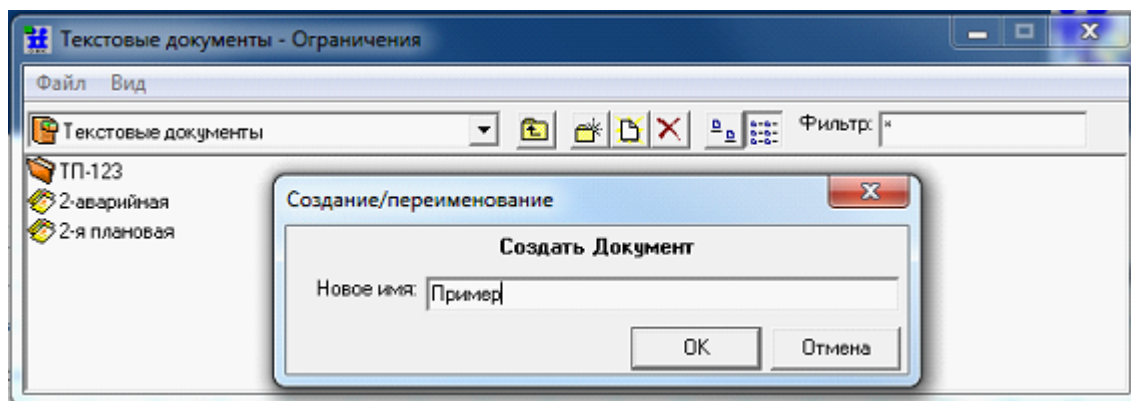 Текстовые документы - Ограничения
Файл Вид
Текстовые документы Фильтр: *
ТП-123
2-аварийная
2-я плановая
Создание/переименование
Создать Документ
Новое имя: Пример
OK Отмена